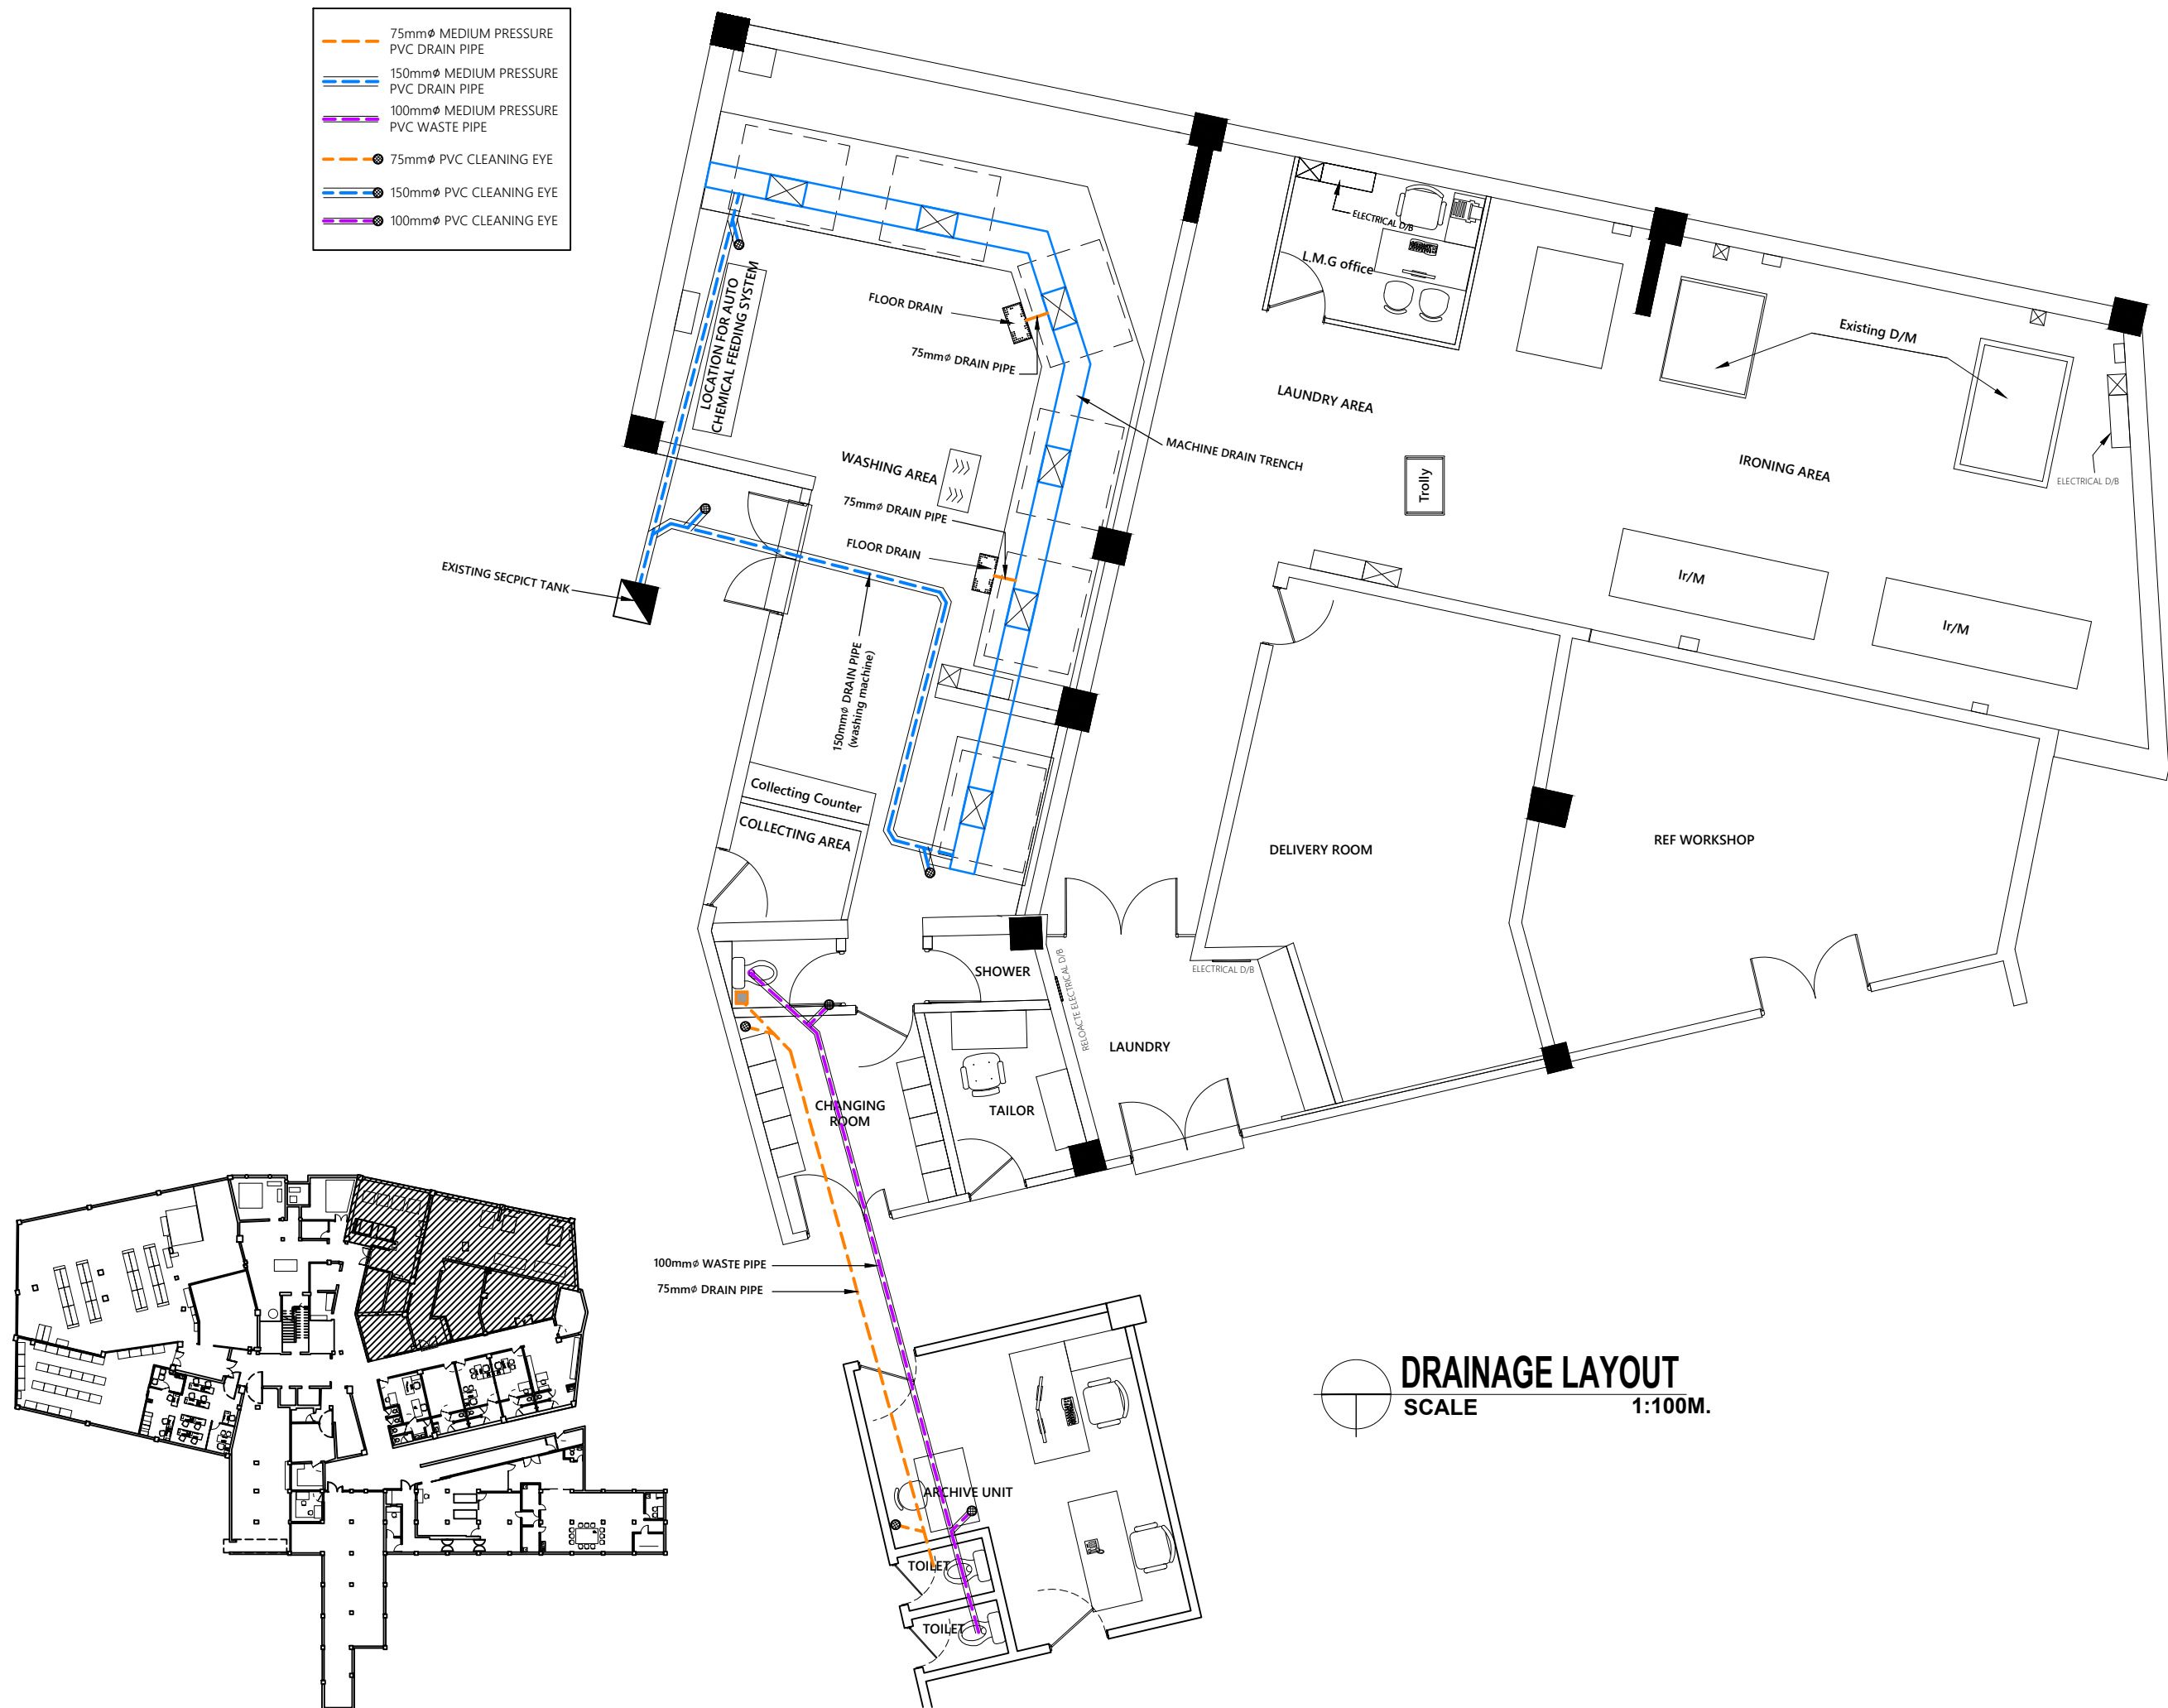 75mmø MEDIUM PRESSURE
PVC DRAIN PIPE
150mmø MEDIUM PRESSURE
PVC DRAIN PIPE
100mmø MEDIUM PRESSURE
PVC WASTE PIPE
75mmø PVC CLEANING EYE
150mmø PVC CLEANING EYE
100mmø PVC CLEANING EYE
ELECTRICAL D/B
L.M.G office
LOCATION FOR AUTO
CHEMICAL FEEDING SYSTEM
FLOOR DRAIN
75mmø DRAIN PIPE
Existing D/M
LAUNDRY AREA
MACHINE DRAIN TRENCH
WASHING AREA
IRONING AREA
Trolly
ELECTRICAL D/B
75mmø DRAIN PIPE
FLOOR DRAIN
EXISTING SECPICT TANK
Ir/M
Ir/M
150mmø DRAIN PIPE
(washing machine)
Collecting Counter
COLLECTING AREA
DELIVERY ROOM
REF WORKSHOP
SHOWER
ELECTRICAL D/B
RELOACTE ELECTRICAL D/B
LAUNDRY
CHANGING
ROOM
TAILOR
100mmø WASTE PIPE
75mmø DRAIN PIPE
DRAINAGE LAYOUT
SCALE 1:100M.
ARCHIVE UNIT
TOILET
TOILET